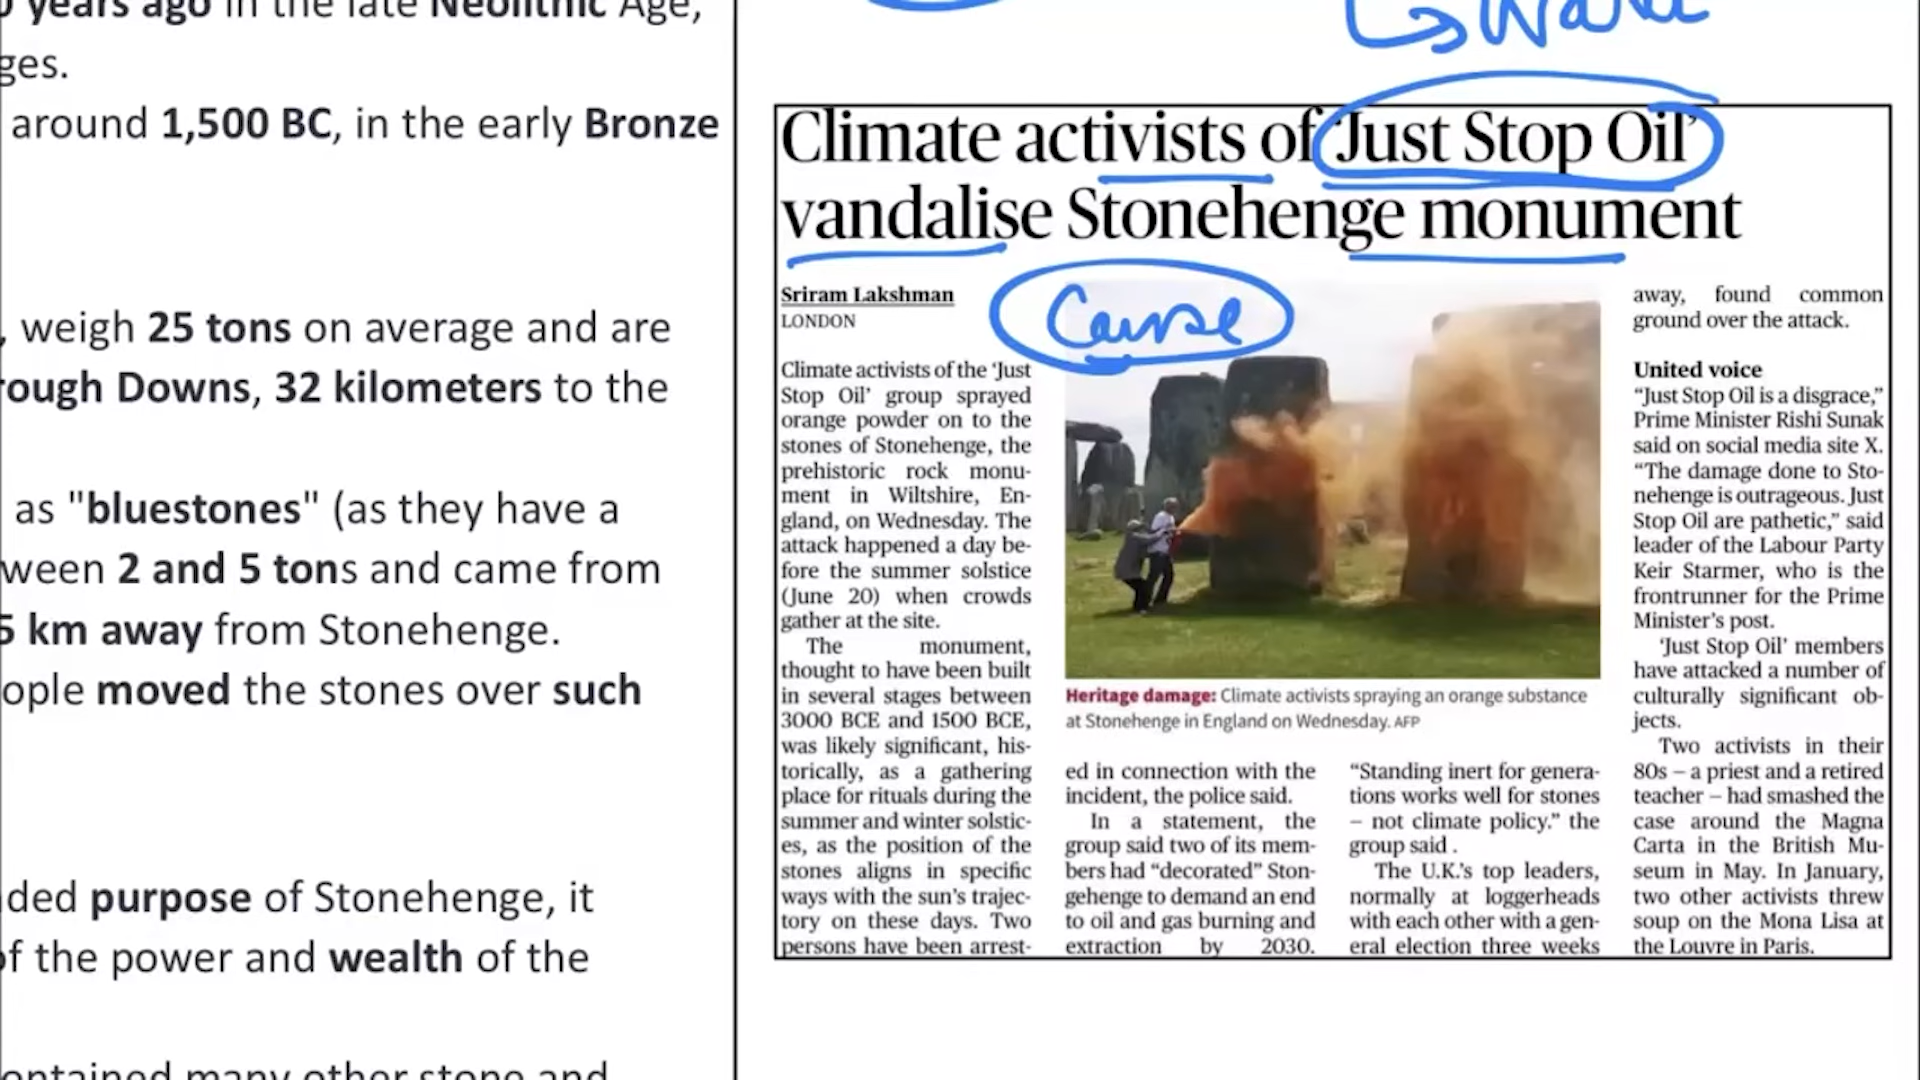 years ago in the late Neolithic Age,
ges.
around 1,500 BC, in the early Bronze
weigh 25 tons on average and are
rough Downs, 32 kilometers to the
as "bluestones" (as they have a
ween 2 and 5 tons and came from
5 km away from Stonehenge.
ople moved the stones over such
ded purpose of Stonehenge, it
of the power and wealth of the
ontained many other stone and
Climate activists of 'Just Stop Oil'
vandalise Stonehenge monument
Cause
Sriram Lakshman
LONDON
Climate activists of the 'Just
Stop Oil' group sprayed
orange powder on to the
stones of Stonehenge, the
prehistoric rock monu-
ment in Wiltshire, En-
gland, on Wednesday. The
attack happened a day be-
fore the summer solstice
(June 20) when crowds
gather at the site.
The monument,
thought to have been built
in several stages between
3000 BCE and 1500 BCE,
was likely significant, his-
torically, as a gathering
place for rituals during the
summer and winter solstic-
es, as the position of the
stones aligns in specific
ways with the sun's trajec-
tory on these days. Two
persons have been arrest-
Heritage damage: Climate activists spraying an orange substance
at Stonehenge in England on Wednesday. AFP
ed in connection with the
incident, the police said.
In a statement, the
group said two of its mem-
bers had "decorated" Ston-
gehenge to demand an end
to oil and gas burning and
extraction by 2030.
"Standing inert for genera-
tions works well for stones
– not climate policy." the
group said .
The U.K.'s top leaders,
normally at loggerheads
with each other with a gen-
eral election three weeks
away, found common
ground over the attack.
United voice
"Just Stop Oil is a disgrace,"
Prime Minister Rishi Sunak
said on social media site X.
"The damage done to Sto-
nehenge is outrageous. Just
Stop Oil are pathetic," said
leader of the Labour Party
Keir Starmer, who is the
frontrunner for the Prime
Minister's post.
'Just Stop Oil' members
have attacked a number of
culturally significant ob-
jects.
Two activists in their
80s – a priest and a retired
teacher – had smashed the
case around the Magna
Carta in the British Mu-
seum in May. In January,
two other activists threw
soup on the Mona Lisa at
the Louvre in Paris.